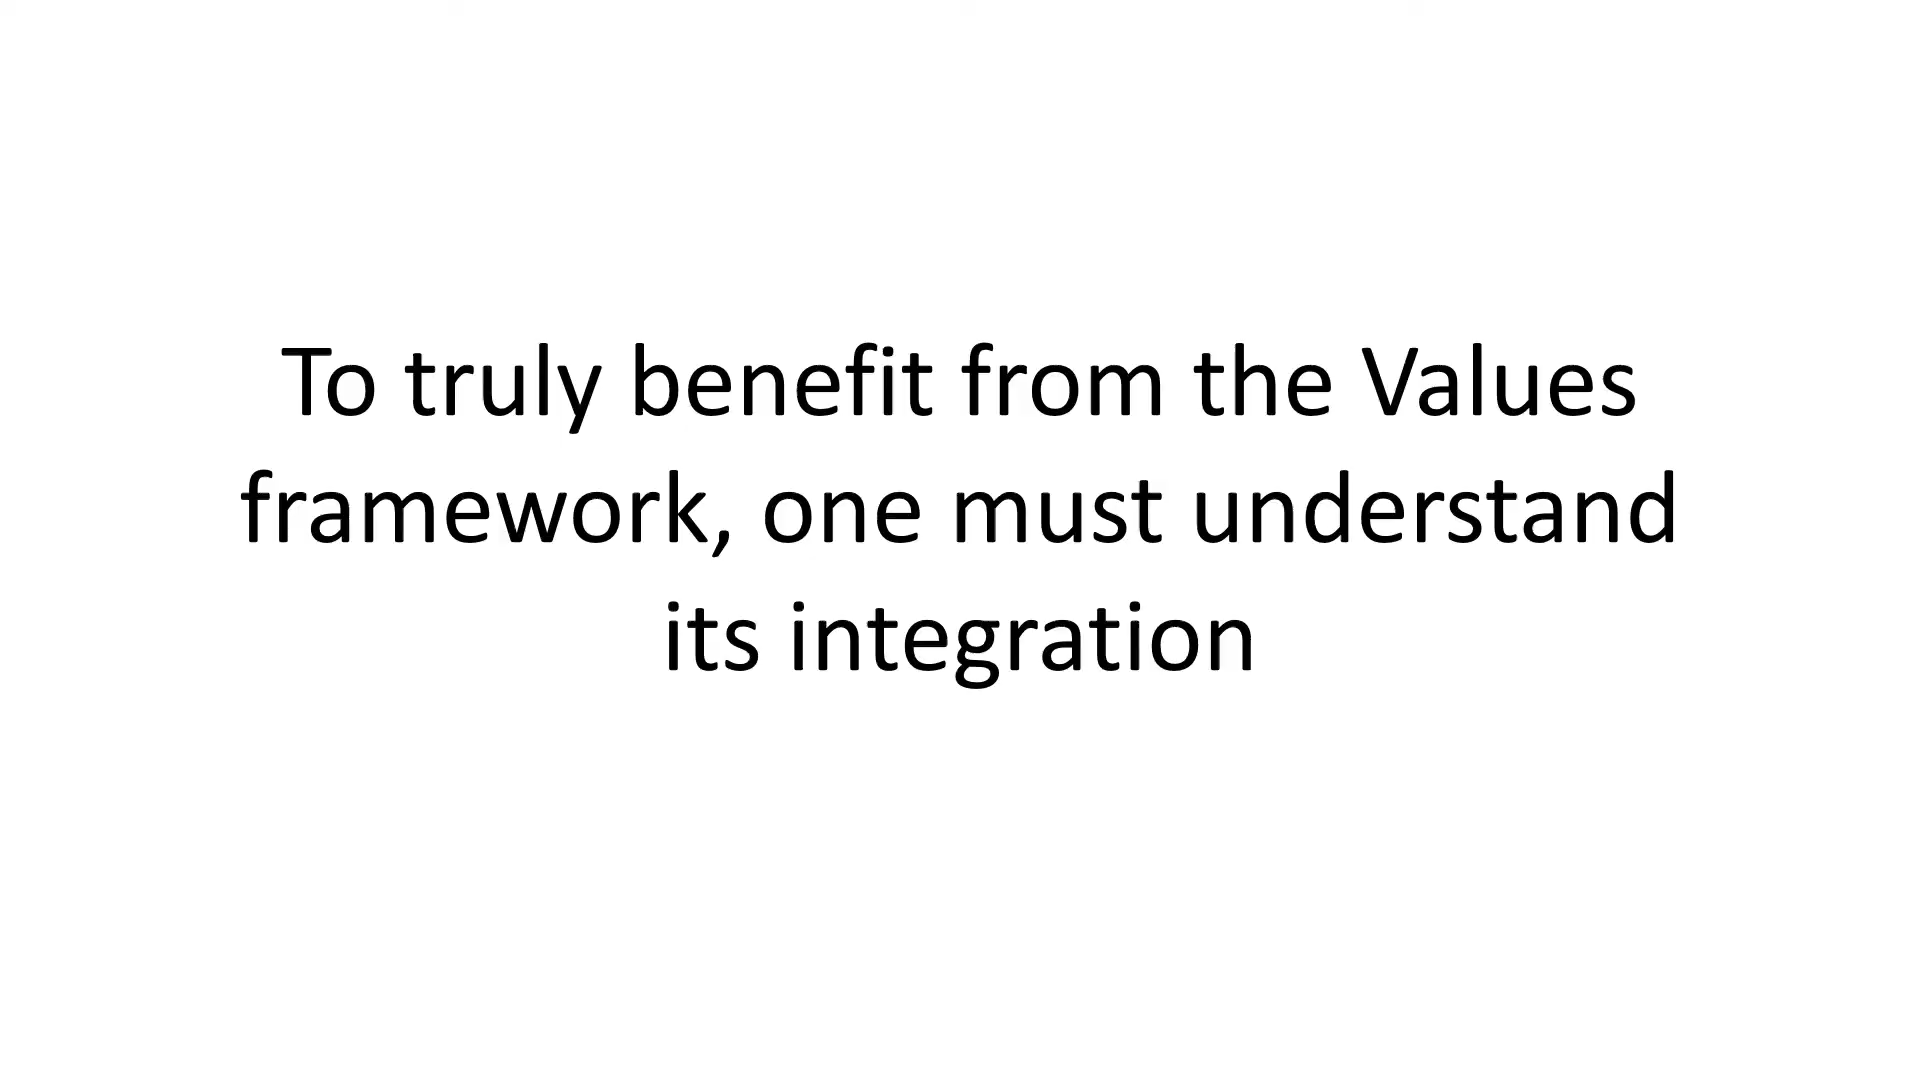 To truly benefit from the Values
framework, one must understand
its integration